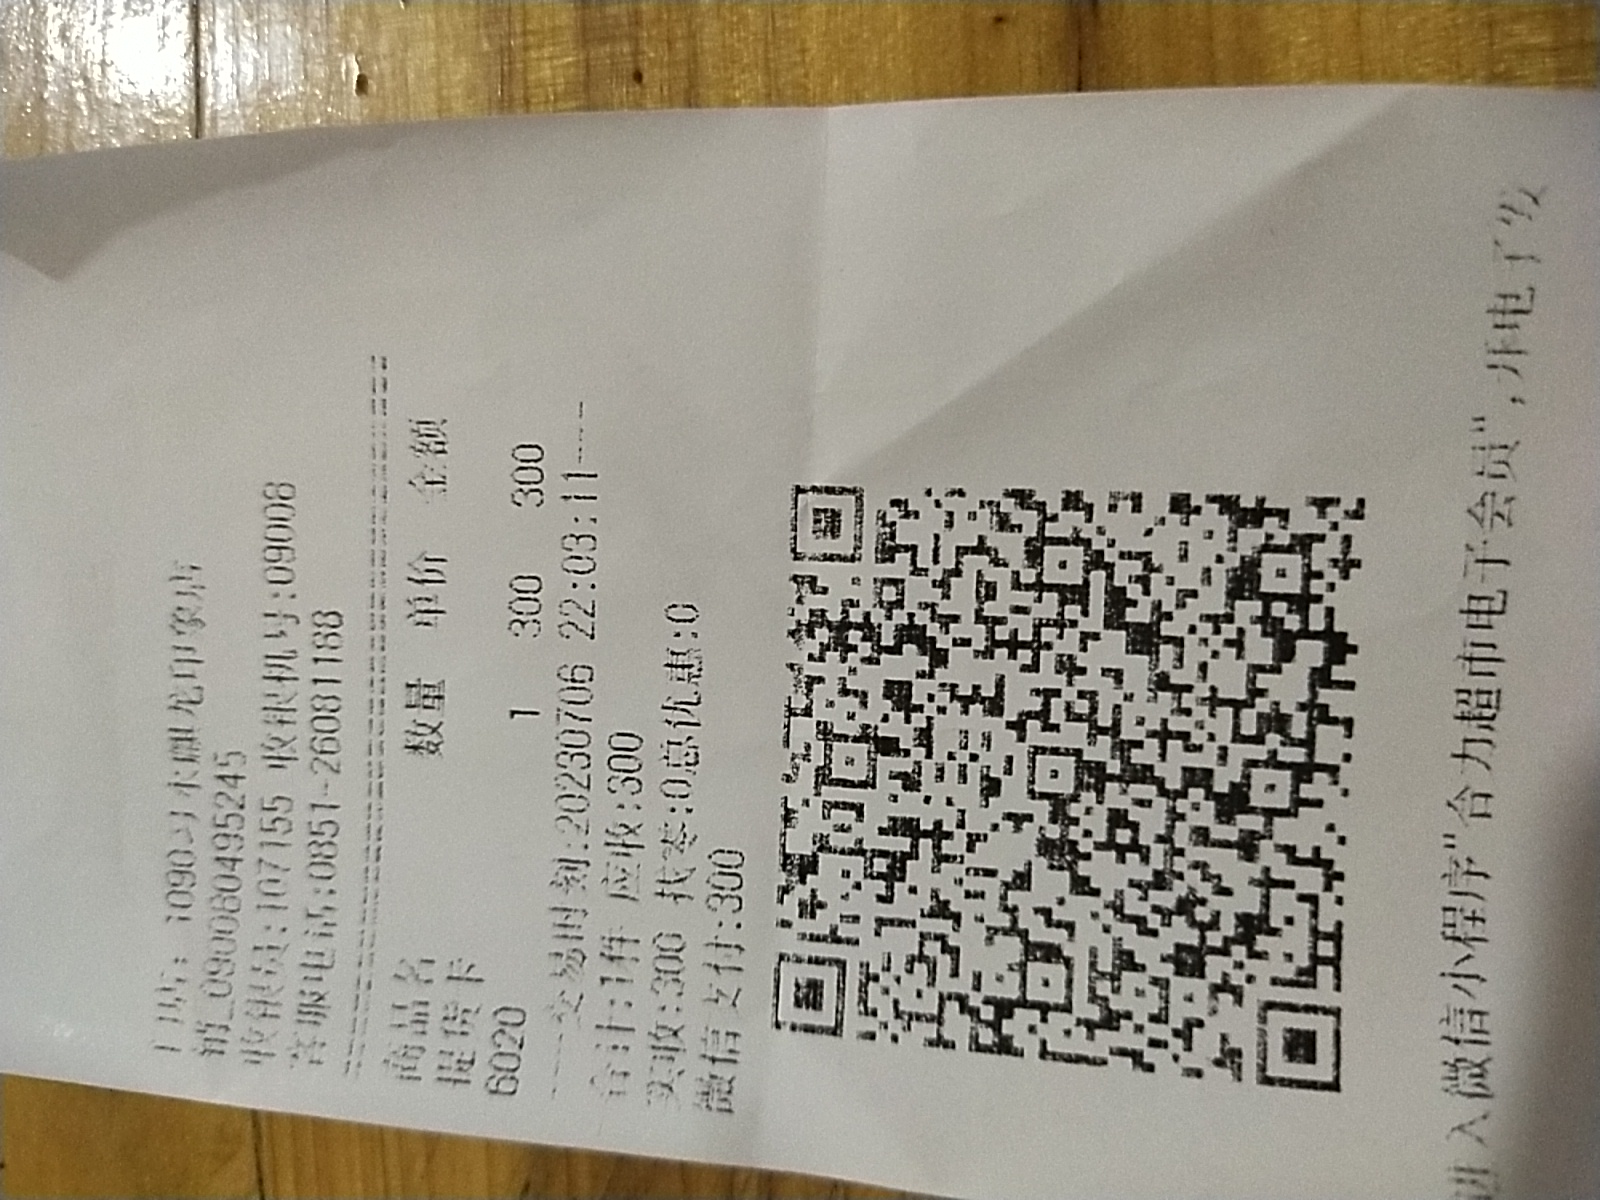 门店: 1090习水麒龙印象店
销_090060495245
收银员:107155 收银机号:09008
客服电话:0851-26081188
商品名 数量 单价 金额
提货卡
6020 1 300 300
----交易时刻:20230706 22:03:11----
合计:1件 应收:300
实收:300 找零:0总优惠:0
微信支付:300
进入微信小程序"合力超市电子会员",开电子发